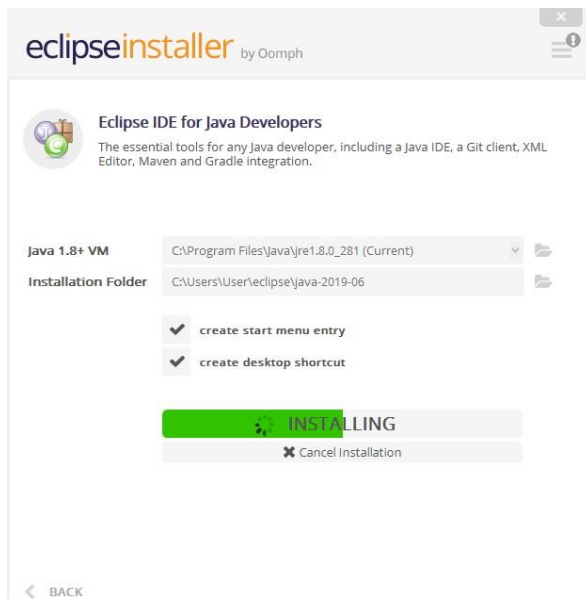 eclipseinstaller by Oomph
Eclipse IDE for Java Developers
The essential tools for any Java developer, including a Java IDE, a Git client, XML
Editor, Maven and Gradle integration.
Java 1.8+ VM C:\Program Files\Java\jre1.8.0_281 (Current)
Installation Folder C:\Users\User\eclipse\java-2019-06
create start menu entry
create desktop shortcut
INSTALLING
Cancel Installation
BACK